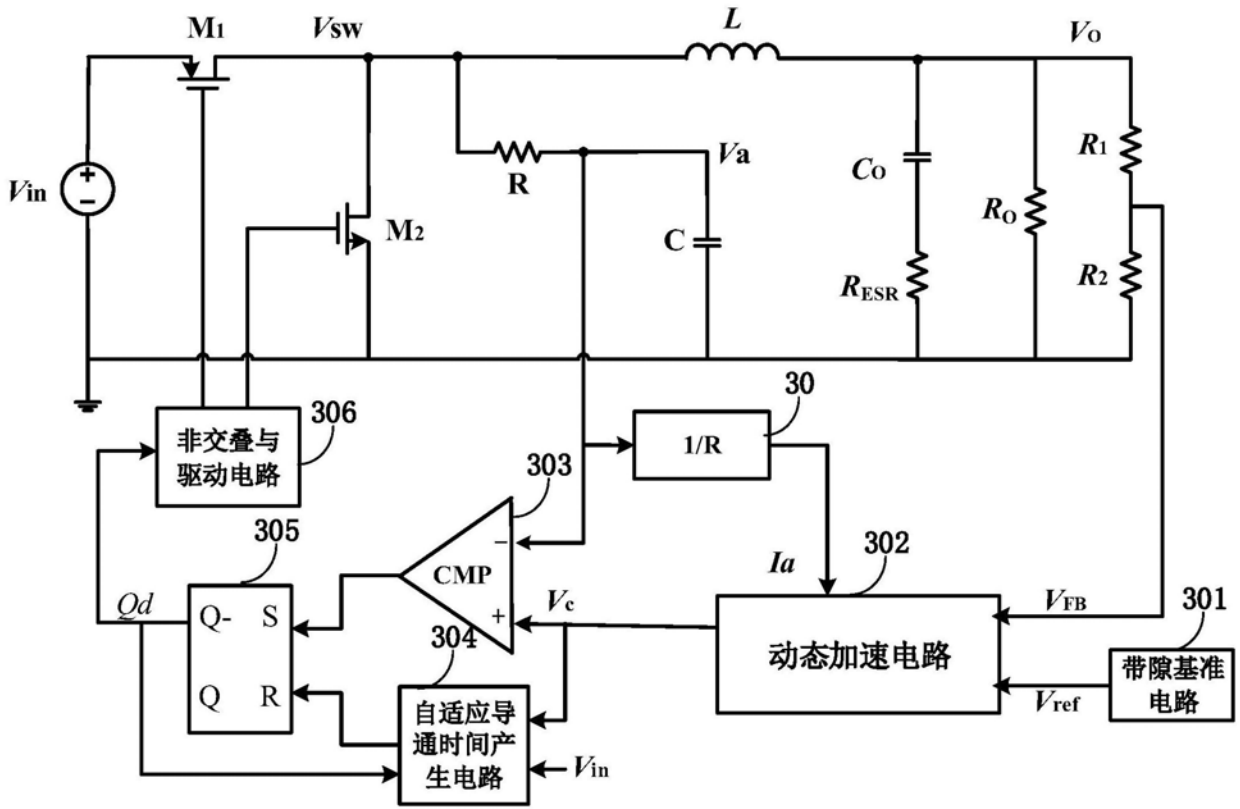 M1
Vsw
L
VO
Vin
R
Va
M2
C
CO
RESR
RO
R1
R2
306
非交叠与
驱动电路
30
1/R
303
CMP
−
+
305
Qd
Q- S
Q R
Vc
Ia
302
动态加速电路
VFB
Vref
301
带隙基准
电路
304
自适应导
通时间产
生电路
Vin